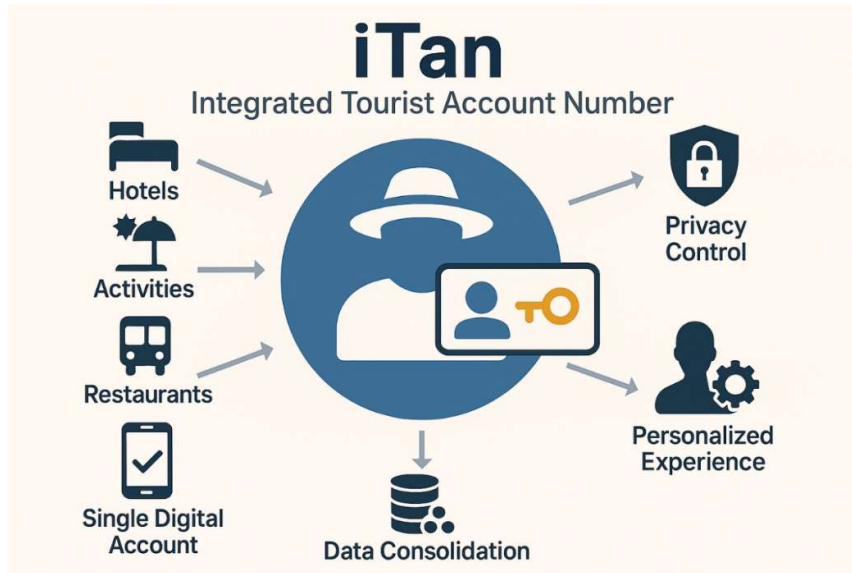 iTan
Integrated Tourist Account Number
Hotels
Activities
Restaurants
Single Digital
Account
Data Consolidation
Privacy
Control
Personalized
Experience